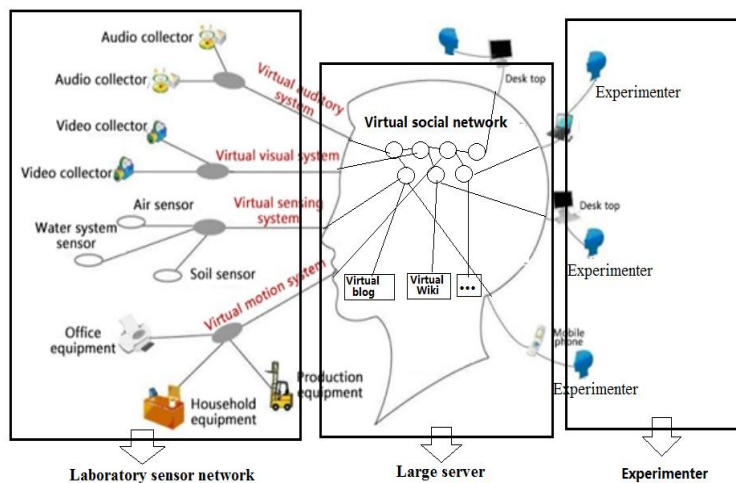 Audio collector
Audio collector
Virtual auditory
system
Video collector
Virtual visual system
Video collector
Air sensor
Virtual sensing
system
Water system
sensor
Soil sensor
Virtual motion system
Office
equipment
Production
equipment
Household
equipment
Laboratory sensor network
Virtual social network
Virtual
blog
Virtual
Wiki
...
Large server
Desk top
Experimenter
Desk top
Experimenter
Mobile
phone
Experimenter
Experimenter